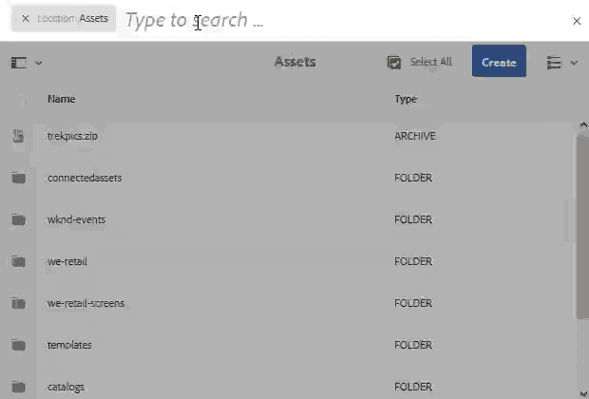 × Location: Assets Type to search ... ×
Assets Select All Create
Name Type
trekpics.zip ARCHIVE
connectedassets FOLDER
wknd-events FOLDER
we-retail FOLDER
we-retail-screens FOLDER
templates FOLDER
catalogs FOLDER